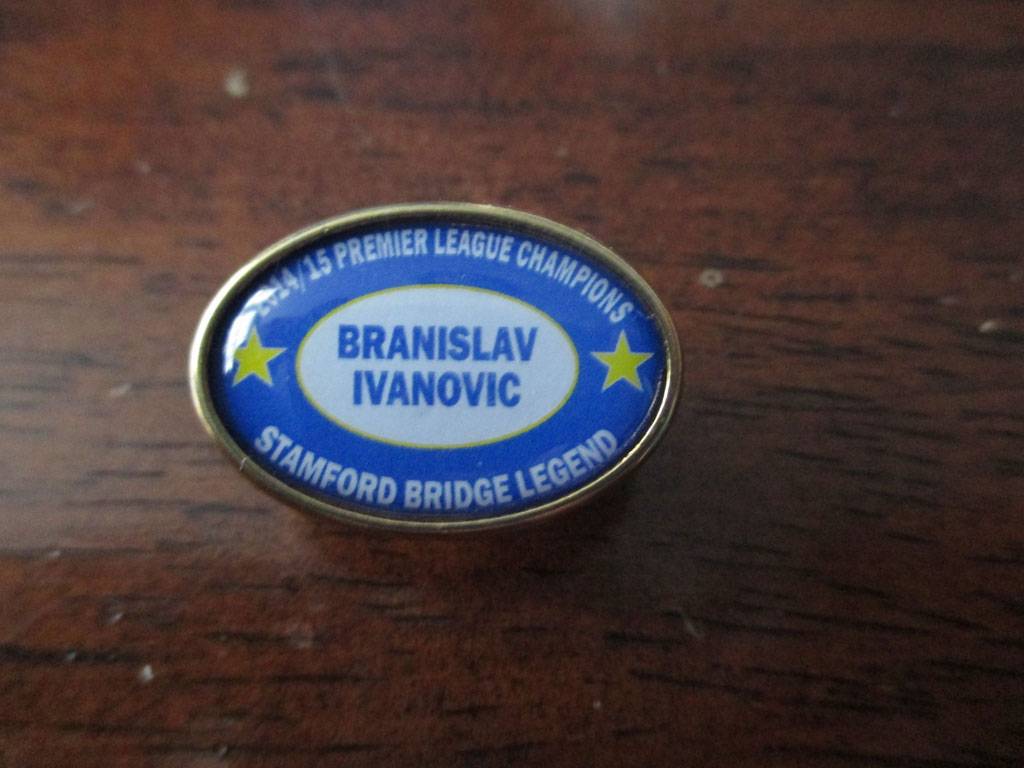 2014/15 PREMIER LEAGUE CHAMPIONS
BRANISLAV
IVANOVIC
STAMFORD BRIDGE LEGEND